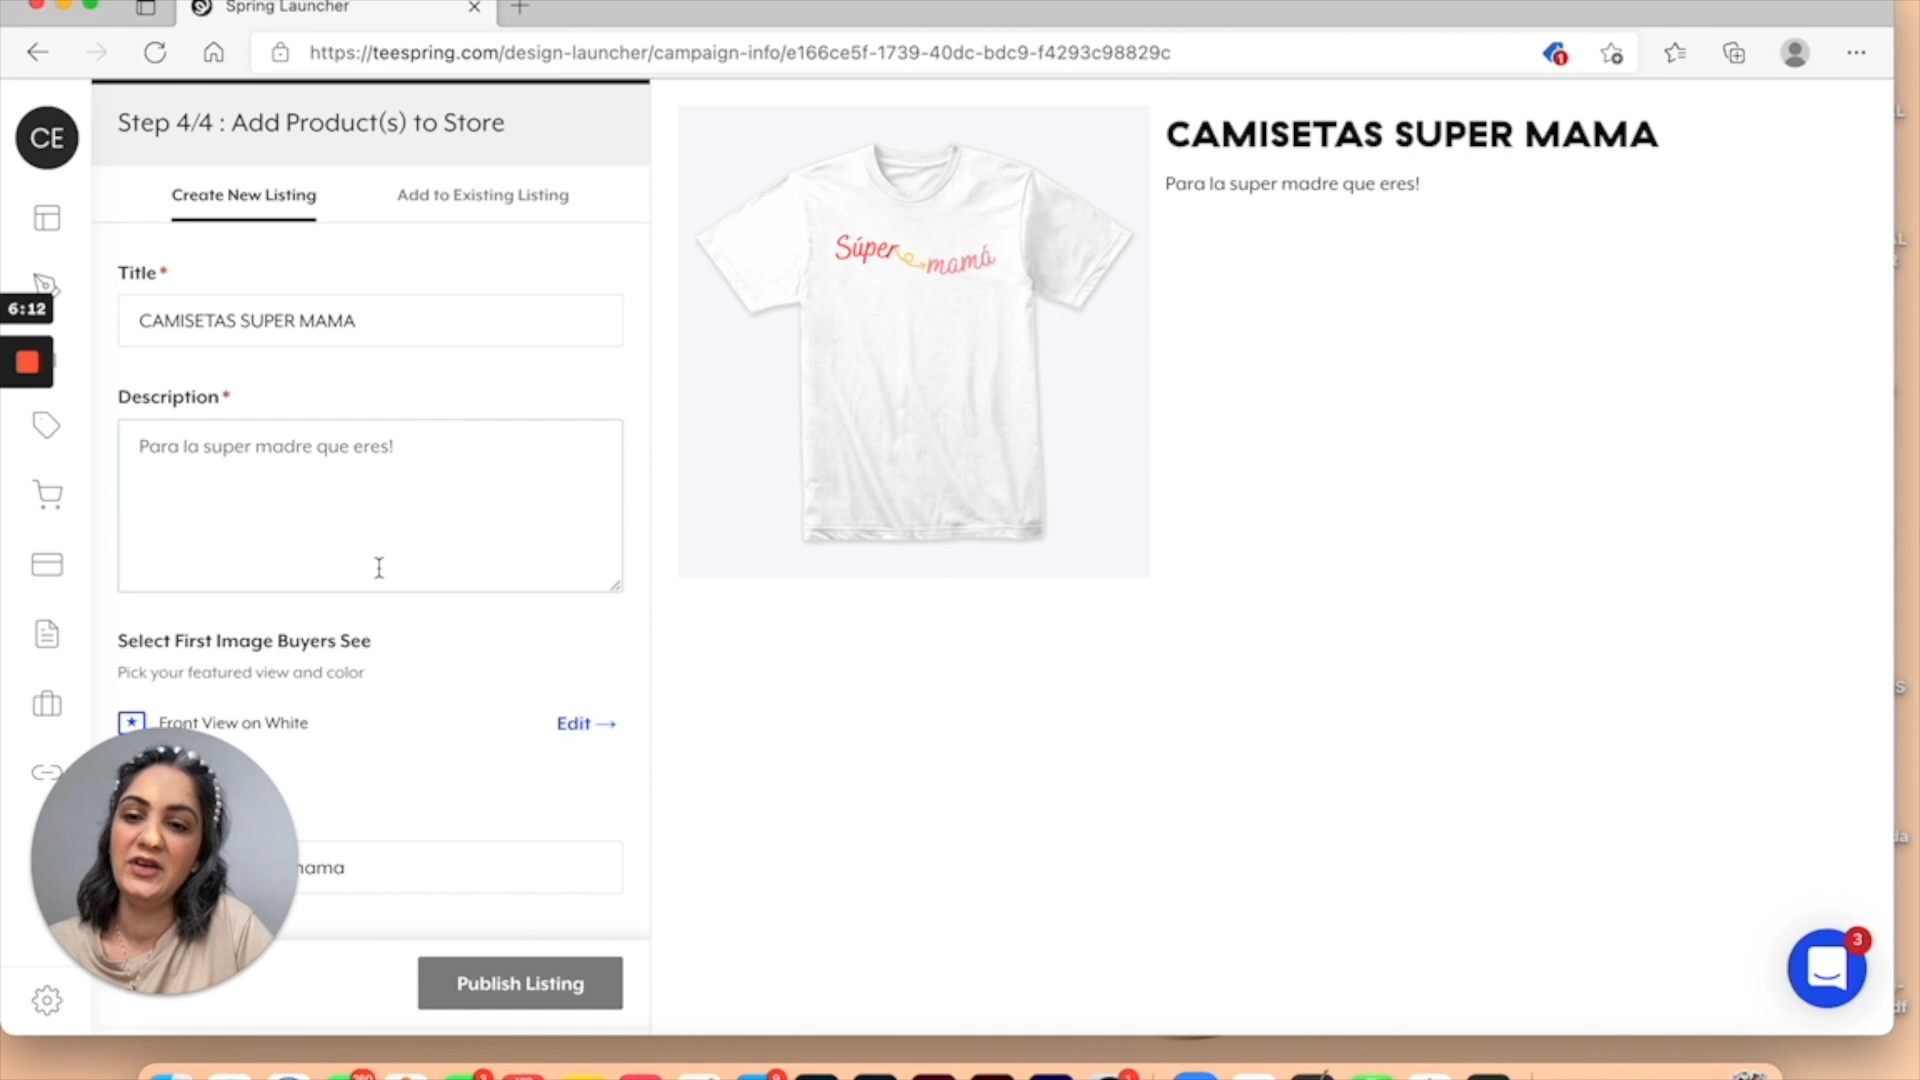 Spring Launcher
https://teespring.com/design-launcher/campaign-info/e166ce5f-1739-40dc-bdc9-f4293c98829c
1
CE
Step 4/4 : Add Product(s) to Store
Create New Listing
Add to Existing Listing
Title*
CAMISETAS SUPER MAMA
Description*
Para la super madre que eres!
Select First Image Buyers See
Pick your featured view and color
Front View on White
Edit →
Publish Listing
6:12
CAMISETAS SUPER MAMA
Para la super madre que eres!
Súper mamá
3